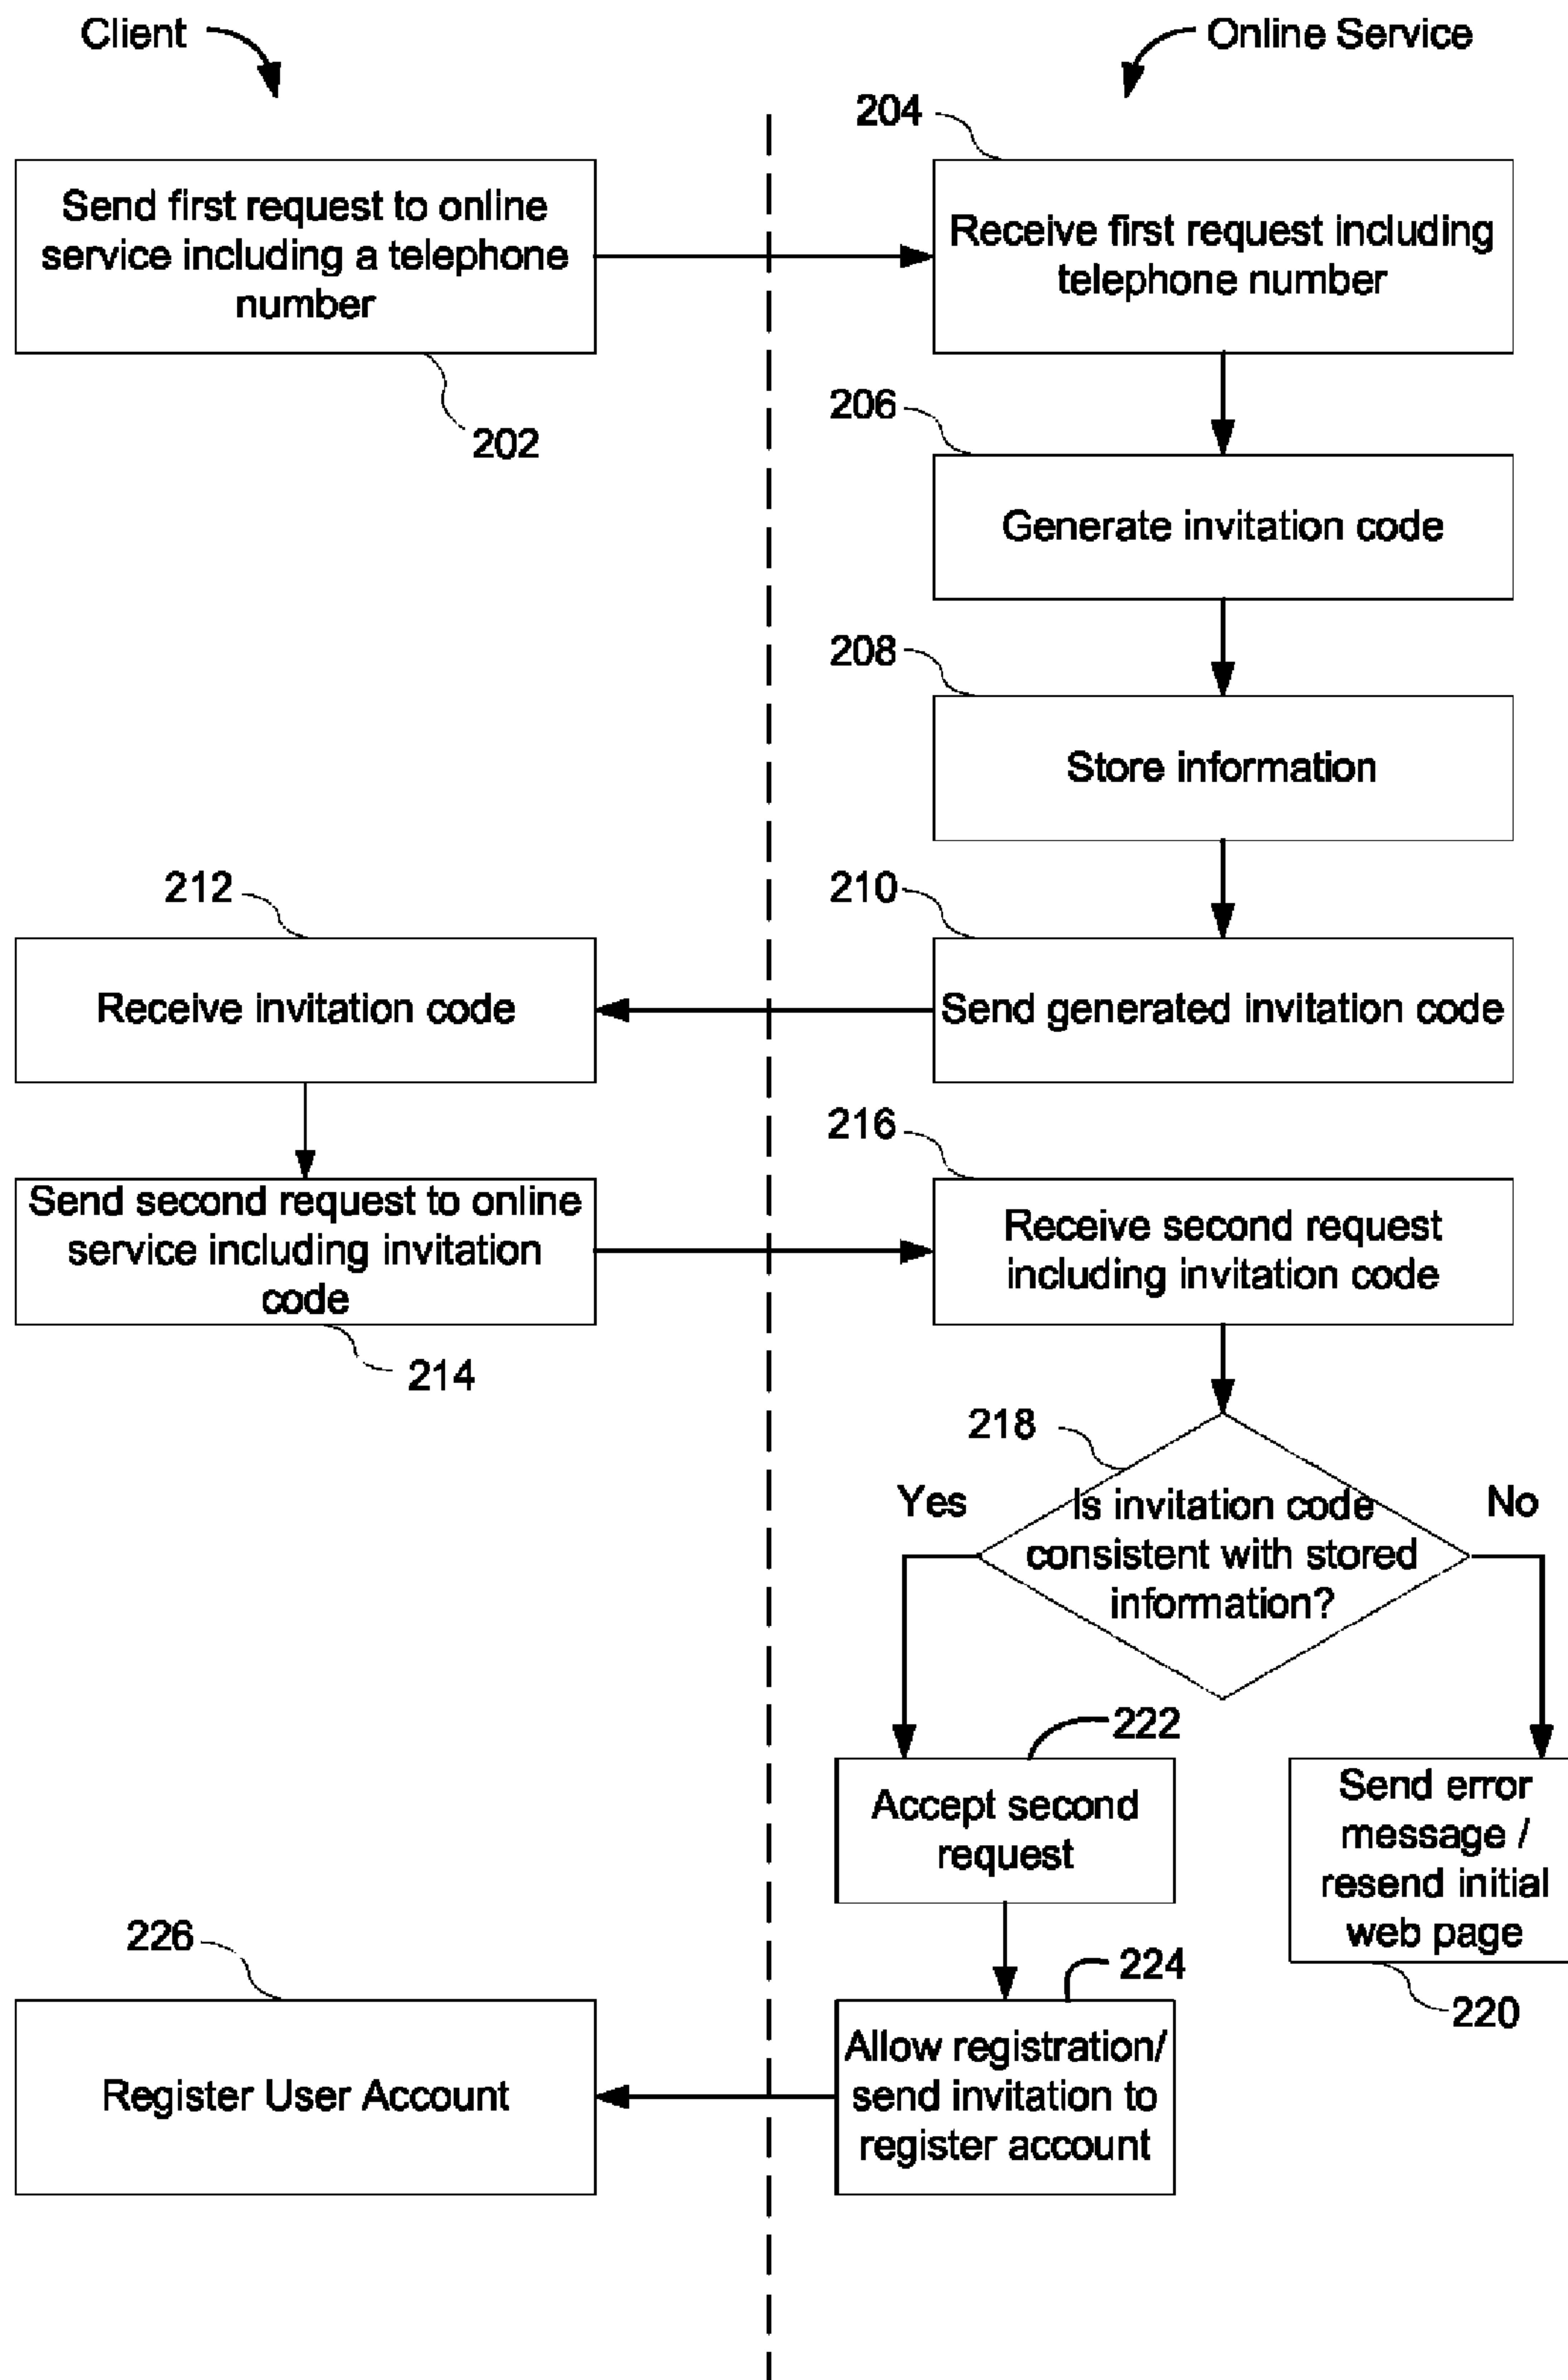 Client
Online Service
204
Send first request to online
service including a telephone
number
Receive first request including
telephone number
202
206
Generate invitation code
208
Store information
212
210
Receive invitation code
Send generated invitation code
216
Send second request to online
service including invitation
code
Receive second request
including invitation code
214
218
Yes
No
Is invitation code
consistent with stored
information?
222
Accept second
request
Send error
message /
resend initial
web page
226
224
220
Register User Account
Allow registration/
send invitation to
register account